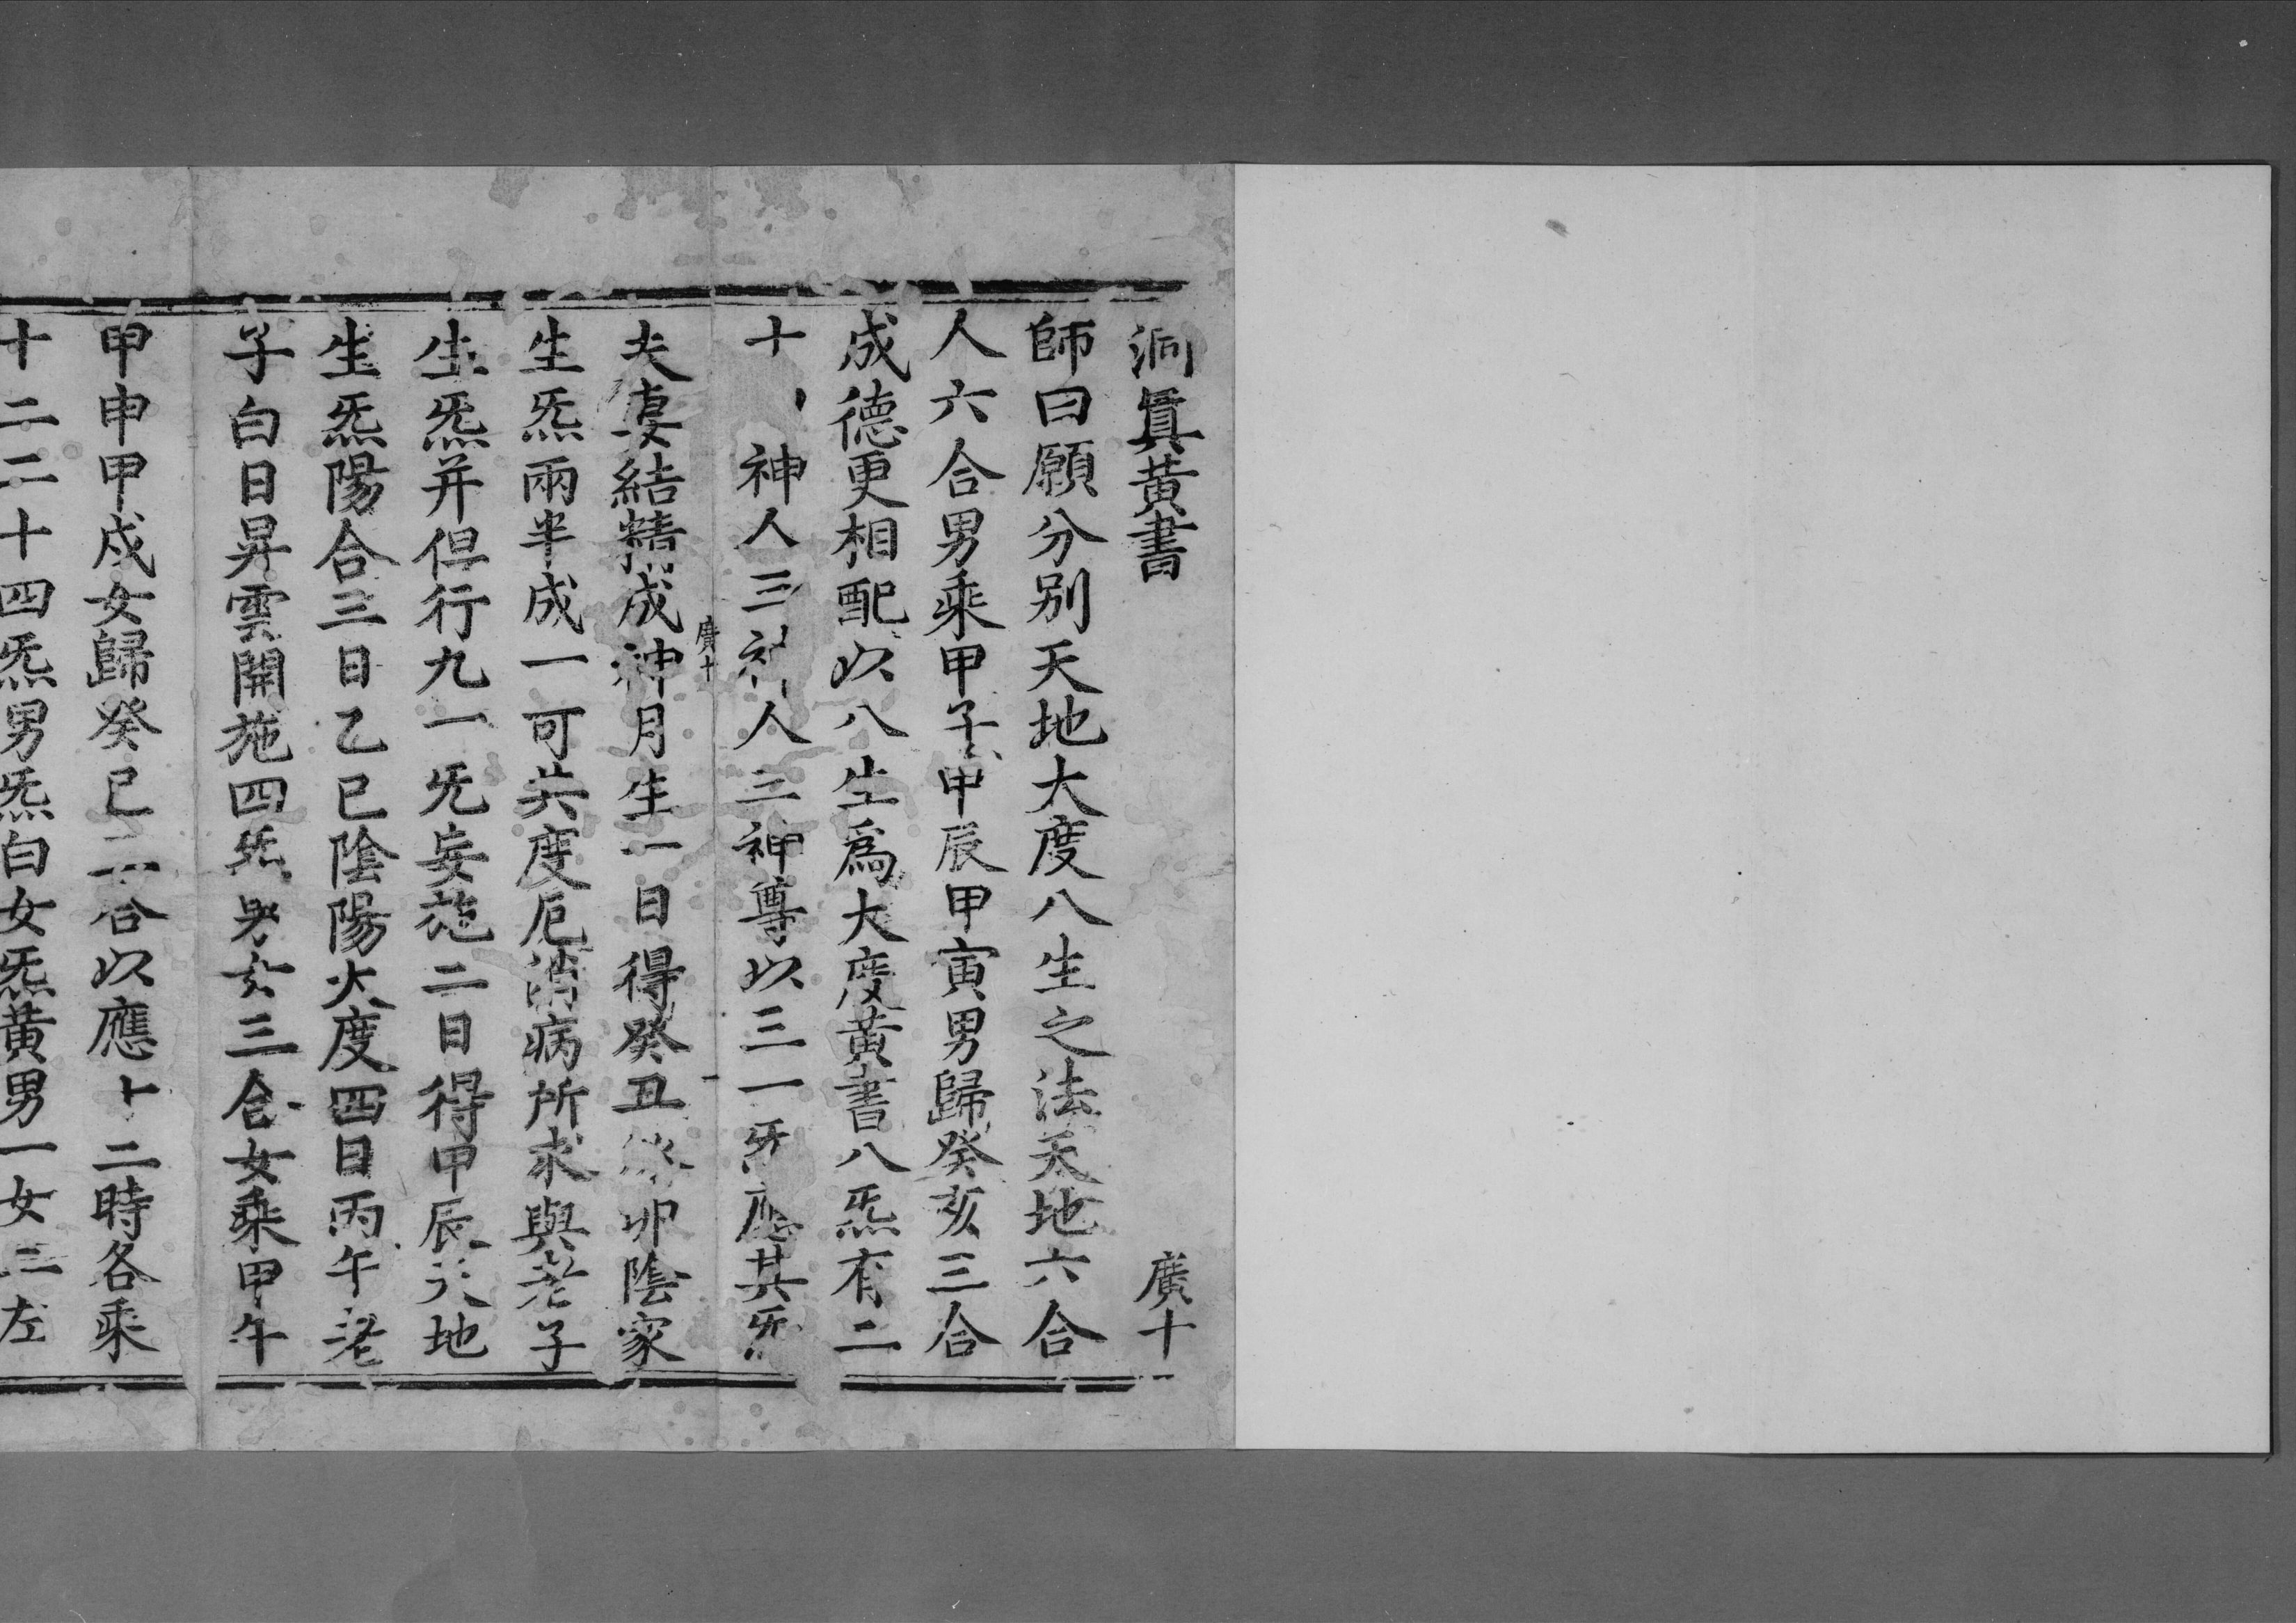 洞眞黃書 廣十
師曰願分别天地大度八生之法天地六合
人六合男乘甲子甲辰甲寅男歸癸亥三合
成德更相配以八生爲大度黃書八炁有二
十 神人三神人三神尊以三一炁應其炁
廣十 一
夫妻結精成神月生一日得癸丑 卯陰家
生炁兩半成一可共度厄消病所求與老子
生炁并但行九一旡妄施二日得甲辰天地
生炁陽合三日乙巳陰陽大度四日丙午老
子白日昇雲開施四炁男女三合女乘甲午
甲申甲戍女歸癸巳二合以應十二時各乘
十二二十四炁男炁白女炁黃男一女二左